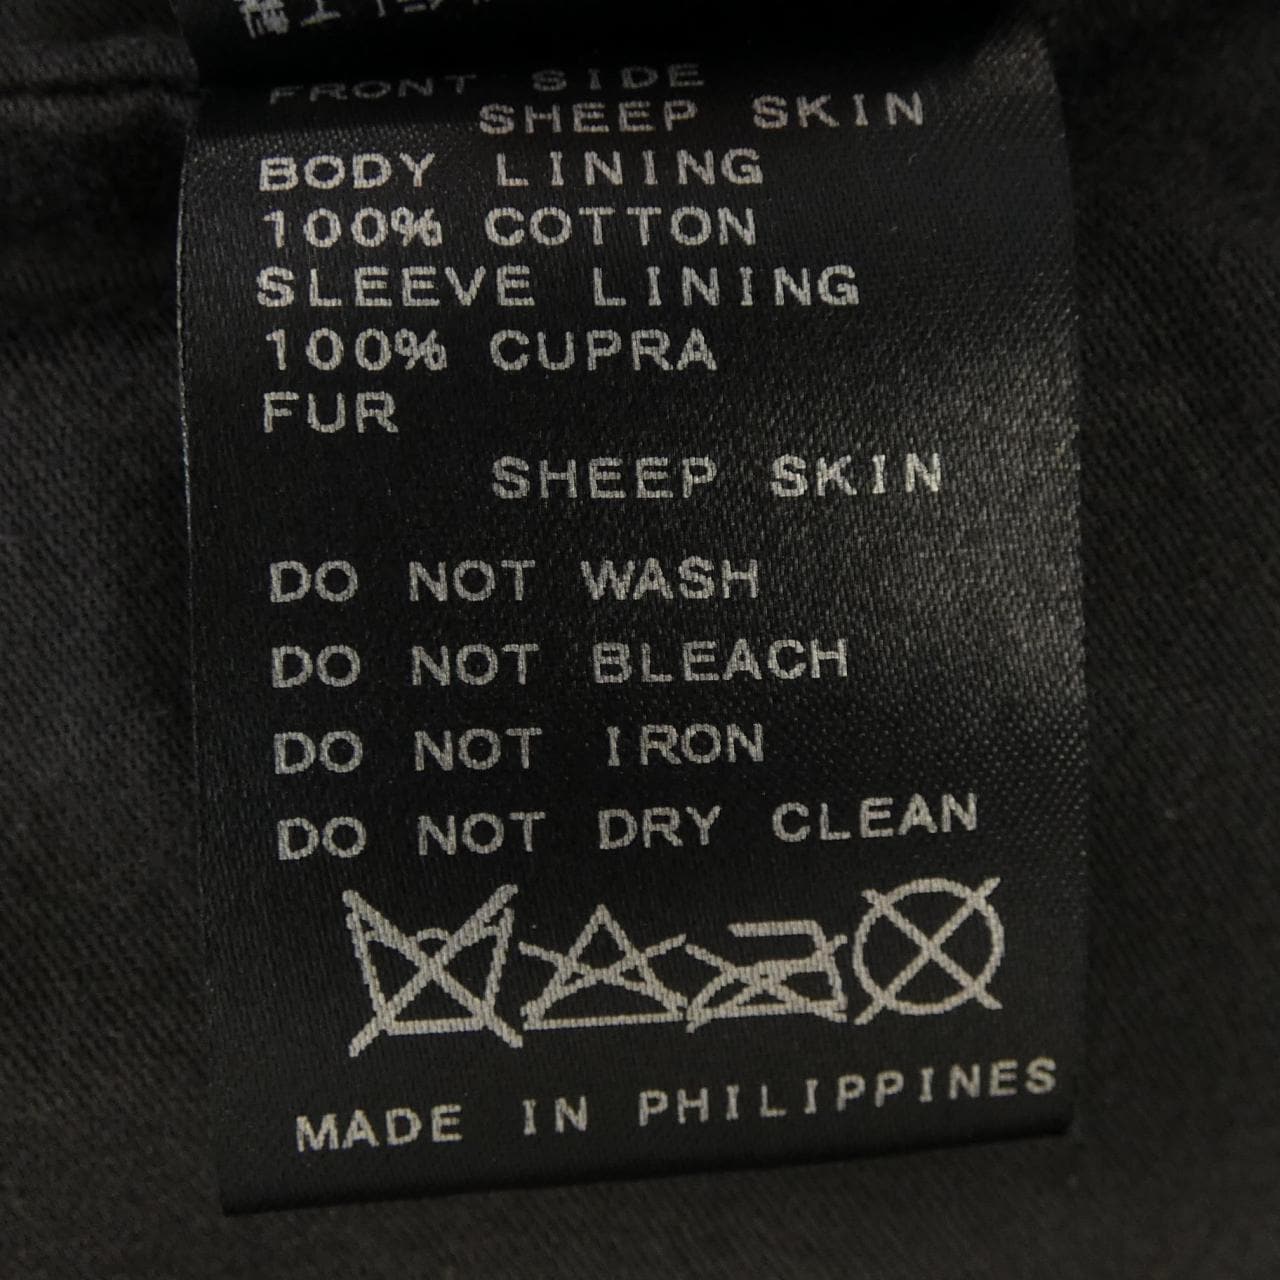 FRONT SIDE
SHEEP SKIN
BODY LINING
100% COTTON
SLEEVE LINING
100% CUPRA
FUR
SHEEP SKIN
DO NOT WASH
DO NOT BLEACH
DO NOT IRON
DO NOT DRY CLEAN
MADE IN PHILIPPINES